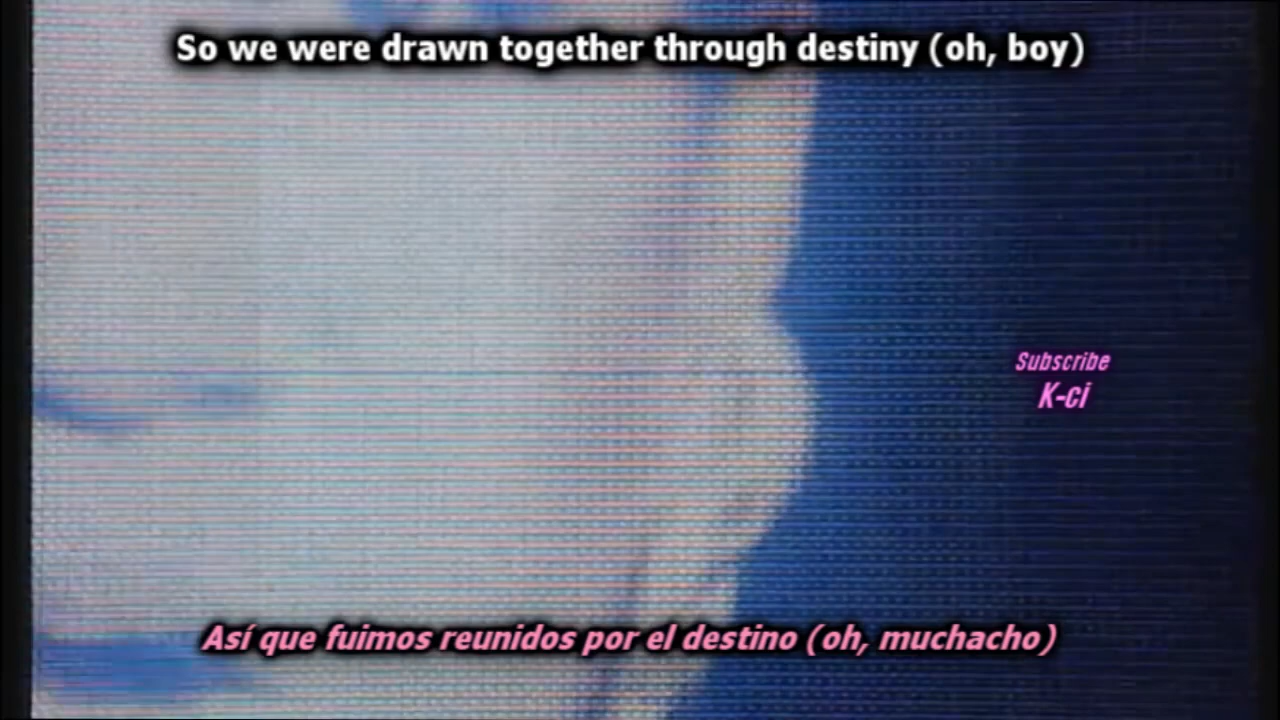 So we were drawn together through destiny (oh, boy)
Subscribe
K-ci
Así que fuimos reunidos por el destino (oh, muchacho)